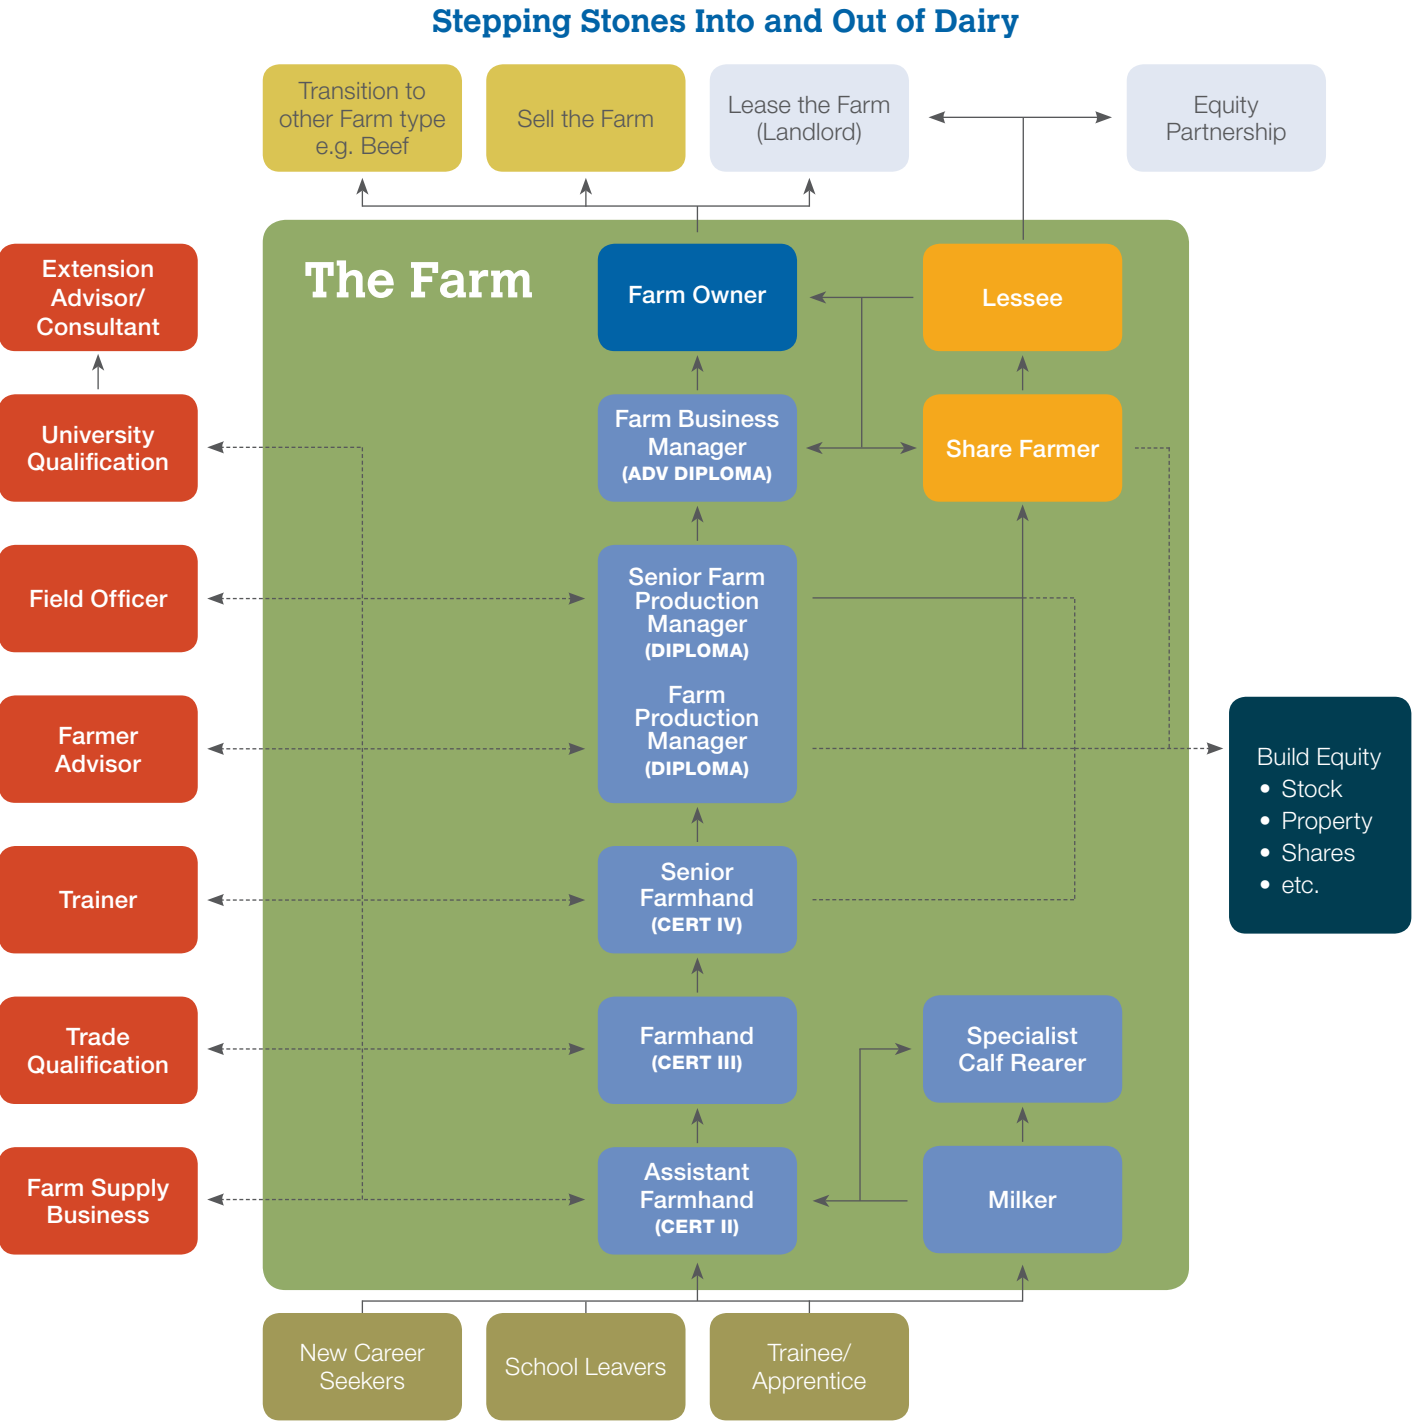 Stepping Stones Into and Out of Dairy
Transition to
other Farm type
e.g. Beef
Sell the Farm
Lease the Farm
(Landlord)
Equity
Partnership
The Farm
Extension
Advisor/
Consultant
Farm Owner
Lessee
University
Qualification
Farm Business
Manager
(ADV DIPLOMA)
Share Farmer
Field Officer
Senior Farm
Production
Manager
(DIPLOMA)
Farmer
Advisor
Farm
Production
Manager
(DIPLOMA)
Build Equity
• Stock
• Property
• Shares
• etc.
Trainer
Senior
Farmhand
(CERT IV)
Trade
Qualification
Farmhand
(CERT III)
Specialist
Calf Rearer
Farm Supply
Business
Assistant
Farmhand
(CERT II)
Milker
New Career
Seekers
School Leavers
Trainee/
Apprentice